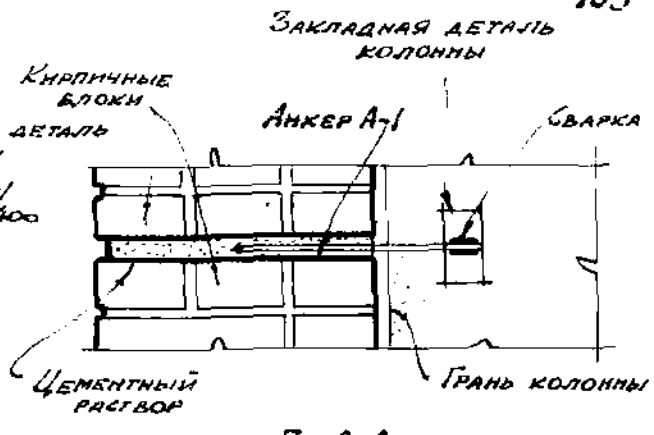 ЗАКЛАДНАЯ ДЕТАЛЬ
КОЛОННЫ
КИРПИЧНЫЕ
БЛОКИ
ДЕТАЛЬ
АНКЕР А-1
СВАРКА
ЦЕМЕНТНЫЙ
РАСТВОР
ГРАНЬ КОЛОННЫ